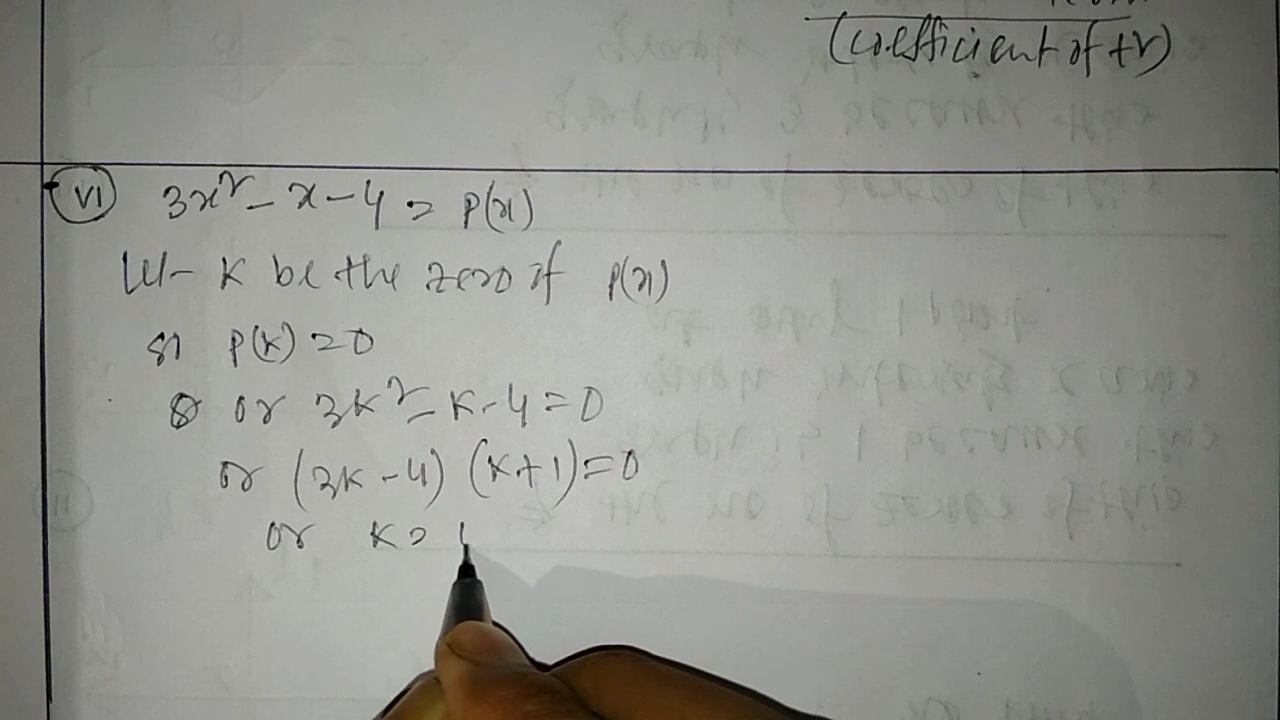 (coefficient of x²)
VI 3x² - x - 4 = P(x)
Let K be the zero of P(x)
so P(K) = 0
or 3K² - K - 4 = 0
or (3K - 4) (K + 1) = 0
or K =